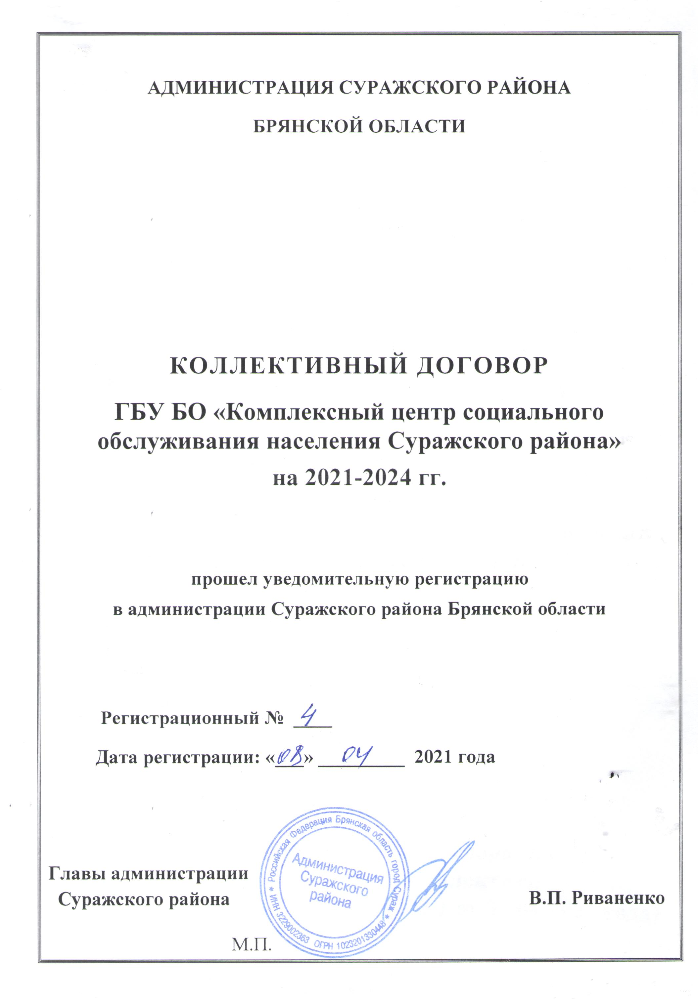 АДМИНИСТРАЦИЯ СУРАЖСКОГО РАЙОНА
БРЯНСКОЙ ОБЛАСТИ
КОЛЛЕКТИВНЫЙ ДОГОВОР
ГБУ БО «Комплексный центр социального
обслуживания населения Суражского района»
на 2021-2024 гг.
прошел уведомительную регистрацию
в администрации Суражского района Брянской области
Регистрационный № 4
Дата регистрации: «08» 04 2021 года
Российская Федерация Брянская область город Сураж * ИНН 3229002363 ОГРН 1023201330448 *
Администрация
Суражского
района
Главы администрации
Суражского района
В.П. Риваненко
М.П.